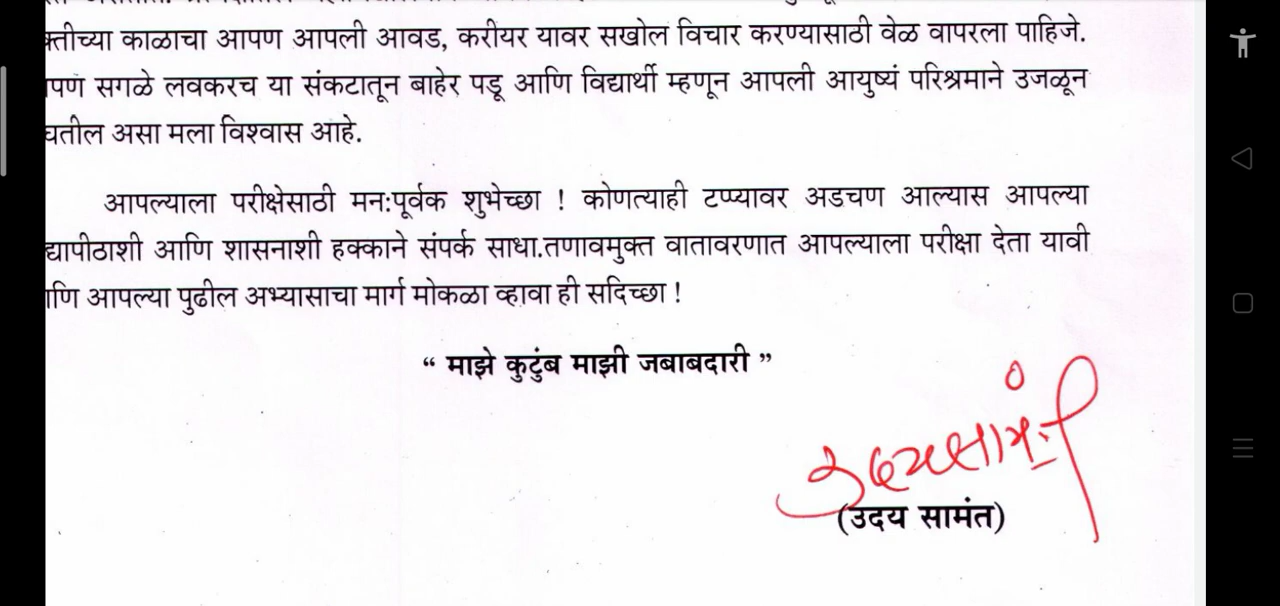 क्तीच्या काळाचा आपण आपली आवड, करीयर यावर सखोल विचार करण्यासाठी वेळ वापरला पाहिजे.
पण सगळे लवकरच या संकटातून बाहेर पडू आणि विद्यार्थी म्हणून आपली आयुष्यं परिश्रमाने उजळून
घतील असा मला विश्वास आहे.
आपल्याला परीक्षेसाठी मन:पूर्वक शुभेच्छा ! कोणत्याही टप्प्यावर अडचण आल्यास आपल्या
द्यापीठाशी आणि शासनाशी हक्काने संपर्क साधा.तणावमुक्त वातावरणात आपल्याला परीक्षा देता यावी
णि आपल्या पुढील अभ्यासाचा मार्ग मोकळा व्हावा ही सदिच्छा !
“ माझे कुटुंब माझी जबाबदारी ”
उदय सामंत
(उदय सामंत)